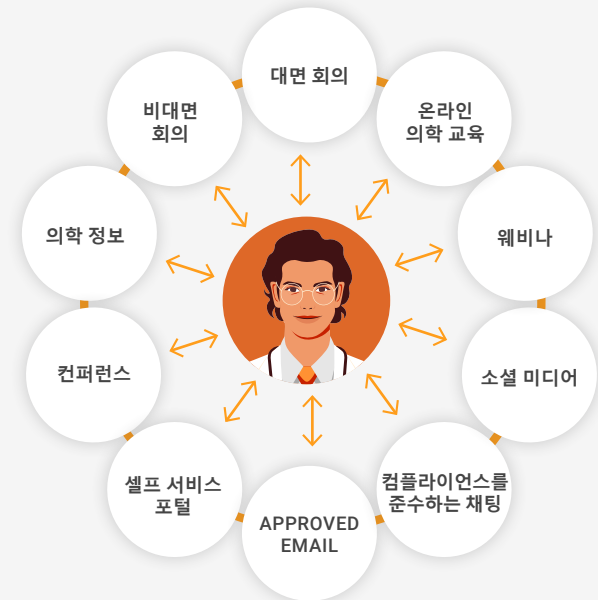 대면 회의
온라인
의학 교육
웨비나
소셜 미디어
컴플라이언스를
준수하는 채팅
APPROVED
EMAIL
셀프 서비스
포털
컨퍼런스
의학 정보
비대면
회의